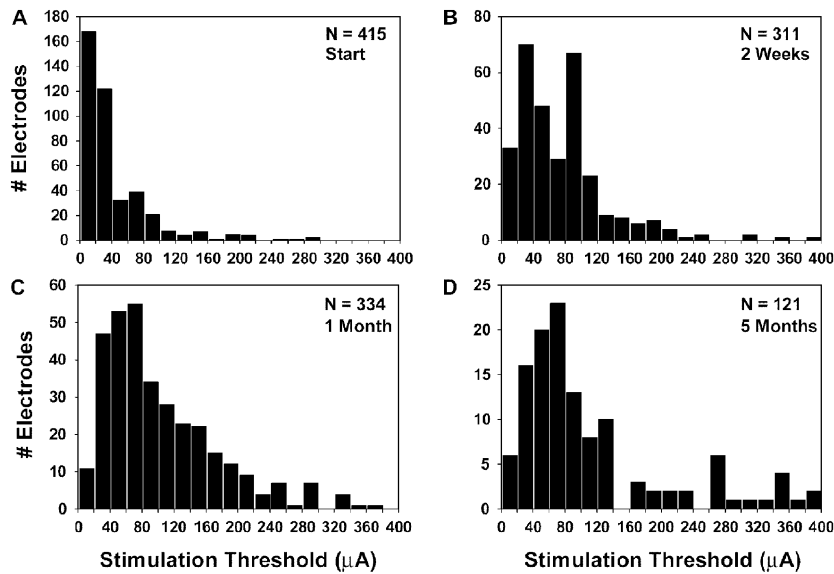 A
N = 415
Start
180
160
140
120
100
80
60
40
20
0
# Electrodes
0 40 80 120 160 200 240 280 320 360 400
B
N = 311
2 Weeks
80
60
40
20
0
0 40 80 120 160 200 240 280 320 360 400
C
N = 334
1 Month
60
50
40
30
20
10
0
# Electrodes
0 40 80 120 160 200 240 280 320 360 400
Stimulation Threshold (μA)
D
N = 121
5 Months
25
20
15
10
5
0
0 40 80 120 160 200 240 280 320 360 400
Stimulation Threshold (μA)